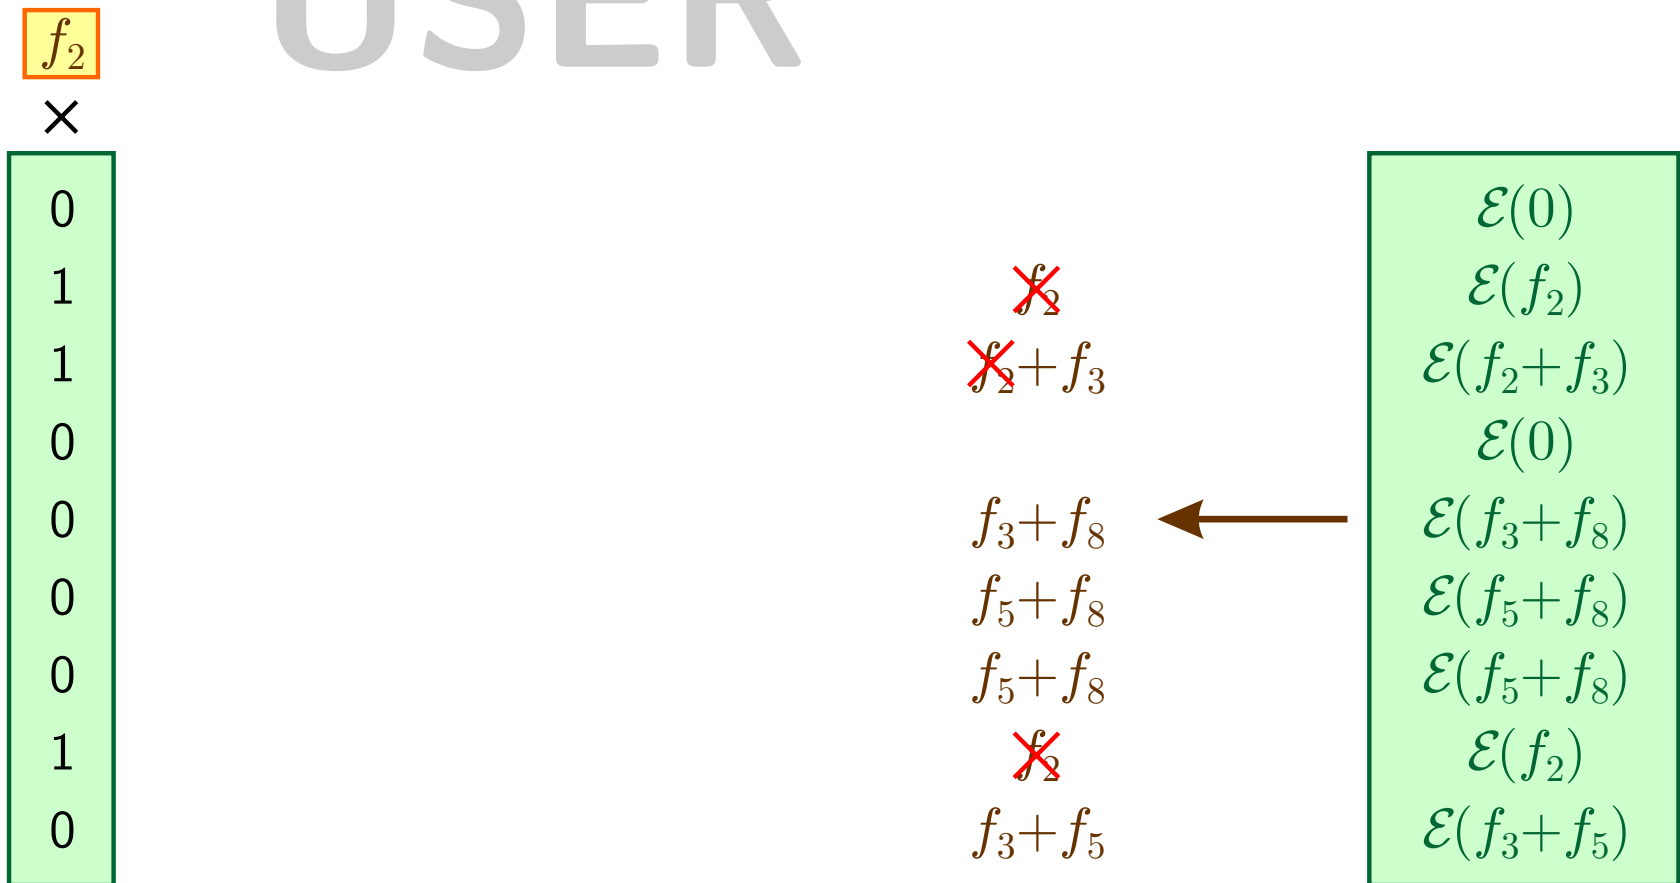 USER
f₂
×
0 ℰ(0)
1 f₂ ℰ(f₂)
1 f₂+f₃ ℰ(f₂+f₃)
0 ℰ(0)
0 f₃+f₈ ℰ(f₃+f₈)
0 f₅+f₈ ℰ(f₅+f₈)
0 f₅+f₈ ℰ(f₅+f₈)
1 f₂ ℰ(f₂)
0 f₃+f₅ ℰ(f₃+f₅)